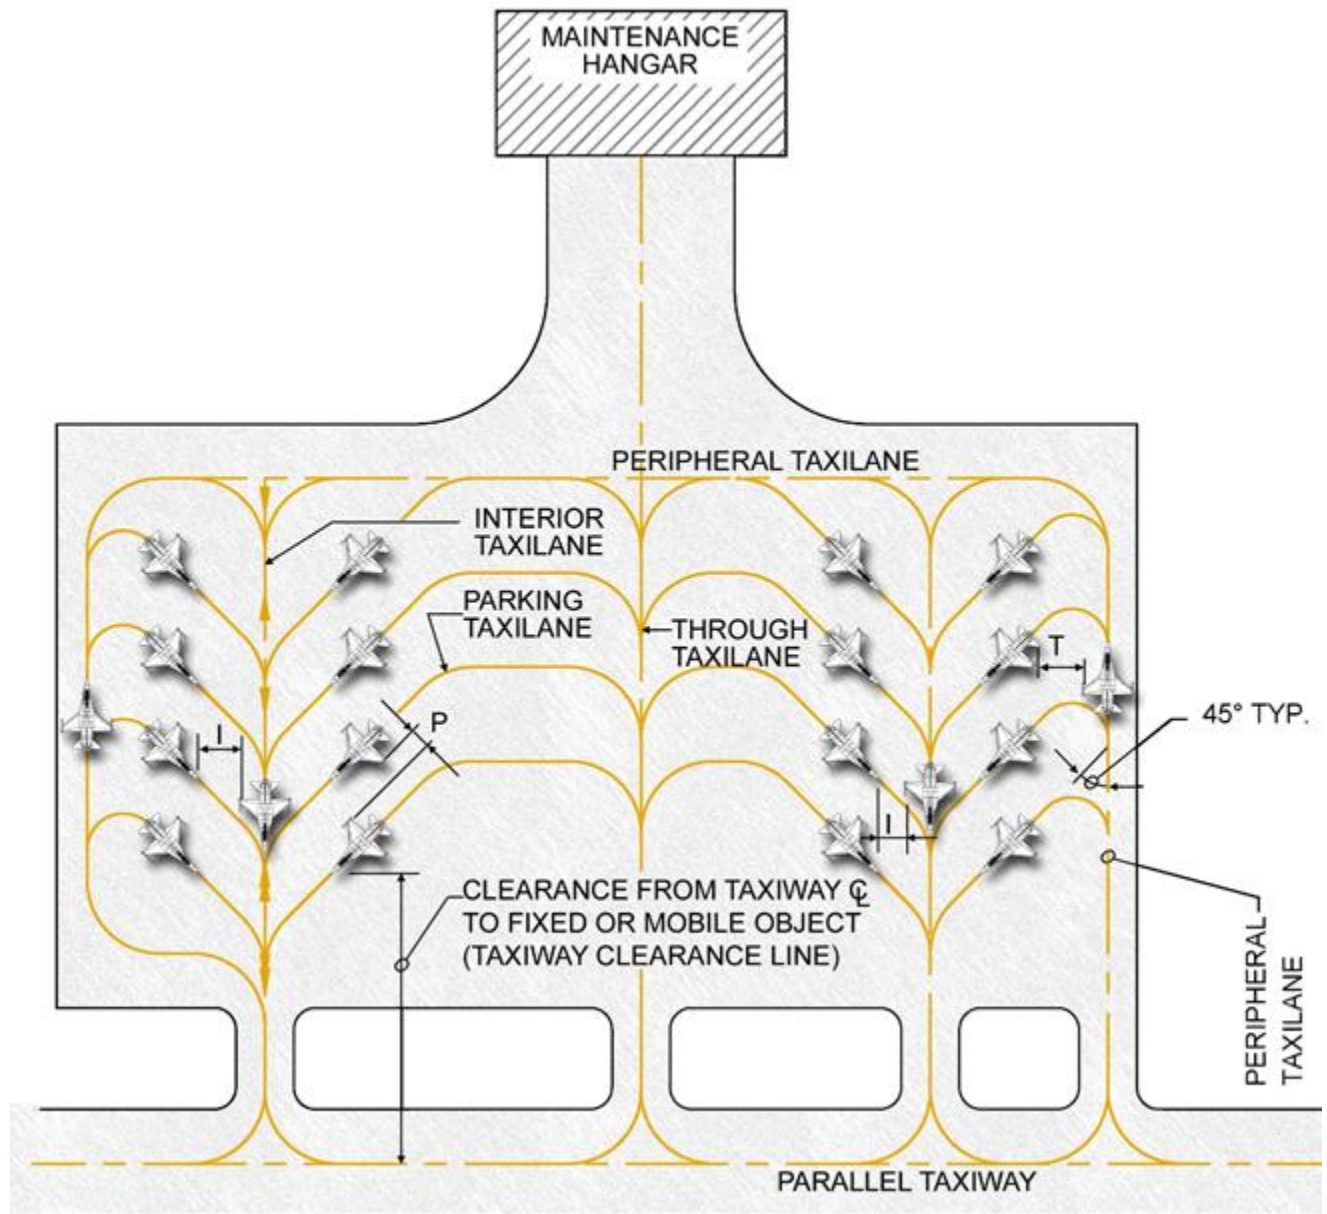 MAINTENANCE
HANGAR
PERIPHERAL TAXILANE
INTERIOR
TAXILANE
PARKING
TAXILANE
THROUGH
TAXILANE
T
P
I
45° TYP.
I
CLEARANCE FROM TAXIWAY ℄
TO FIXED OR MOBILE OBJECT
(TAXIWAY CLEARANCE LINE)
PERIPHERAL
TAXILANE
PARALLEL TAXIWAY